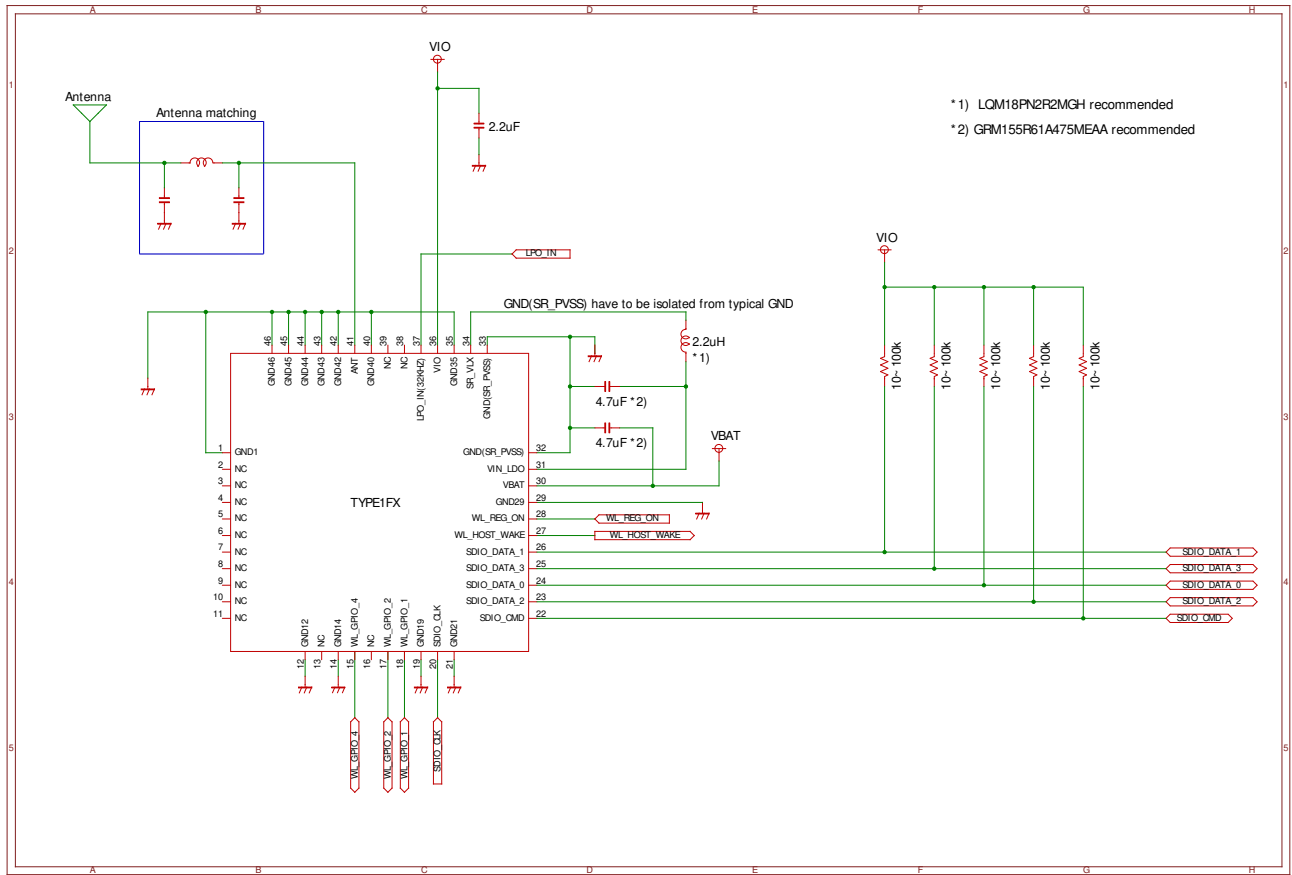 A B C D E F G H
VIO
1
1
Antenna
Antenna matching
2.2uF
*1) LQM18PN2R2MGH recommended
*2) GRM155R61A475MEAA recommended
2
2
VIO
LPO_IN
GND(SR_PVSS) have to be isolated from typical GND
46 45 44 43 42 41 40 39 38 37 36 35 34 33
GND46
GND45
GND44
GND43
GND42
ANT
GND40
NC
NC
LPO_IN(32KHZ)
VIO
GND35
SR_VLX
GND(SR_PVSS)
2.2uH
*1)
4.7uF *2)
4.7uF *2)
10~100k
10~100k
10~100k
10~100k
10~100k
3
3
VBAT
1 GND1
2 NC
3 NC
4 NC
5 NC
6 NC
7 NC
8 NC
9 NC
10 NC
11 NC
TYPE1FX
GND(SR_PVSS) 32
VIN_LDO 31
VBAT 30
GND29 29
WL_REG_ON 28 WL_REG_ON
WL_HOST_WAKE 27 WL_HOST_WAKE
SDIO_DATA_1 26 SDIO_DATA_1
SDIO_DATA_3 25 SDIO_DATA_3
SDIO_DATA_0 24 SDIO_DATA_0
SDIO_DATA_2 23 SDIO_DATA_2
SDIO_CMD 22 SDIO_CMD
4
4
GND12
NC
GND14
WL_GPIO_4
NC
WL_GPIO_2
WL_GPIO_1
GND19
SDIO_CLK
GND21
12 13 14 15 16 17 18 19 20 21
WL_GPIO_4
WL_GPIO_2
WL_GPIO_1
SDIO_CLK
5
5
A B C D E F G H